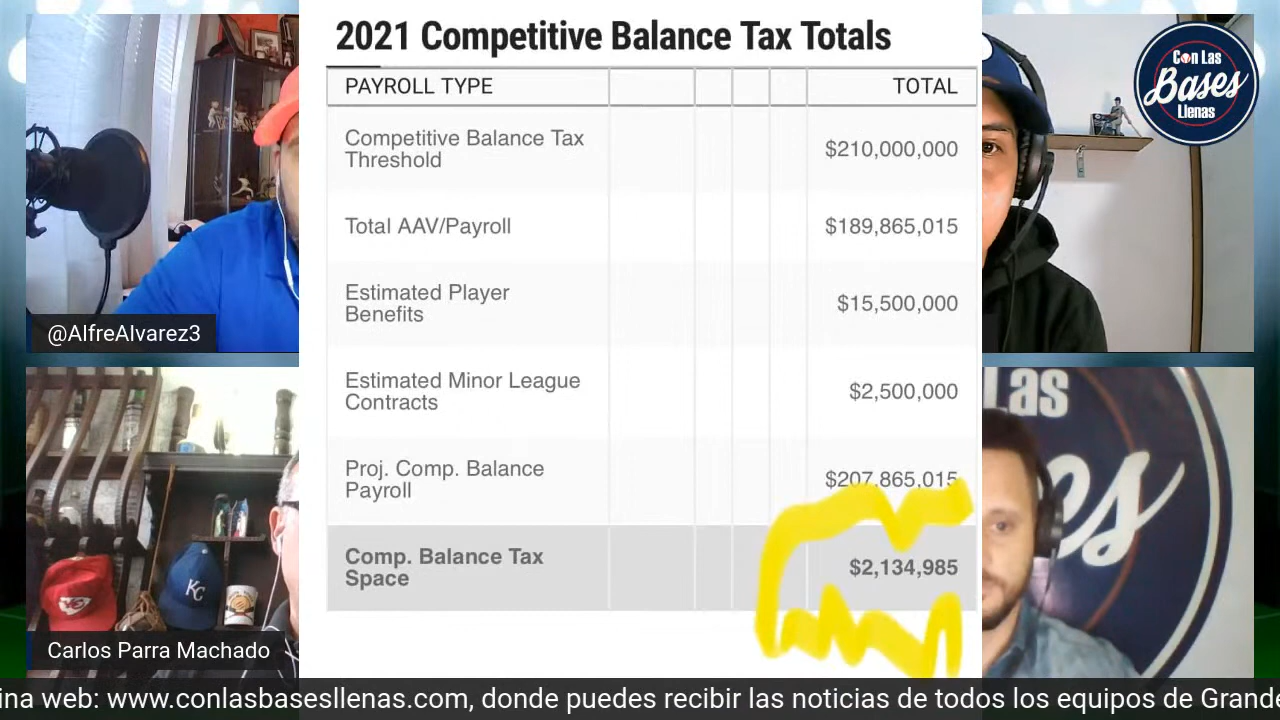 2021 Competitive Balance Tax Totals
PAYROLL TYPE TOTAL
Competitive Balance Tax
Threshold
$210,000,000
Total AAV/Payroll
$189,865,015
Estimated Player
Benefits
$15,500,000
Estimated Minor League
Contracts
$2,500,000
Proj. Comp. Balance
Payroll
$207,865,015
Comp. Balance Tax
Space
$2,134,985
Con Las
Bases
Llenas
@AlfreAlvarez3
KC
Las
es
Carlos Parra Machado
ina web: www.conlasbasesllenas.com, donde puedes recibir las noticias de todos los equipos de Grande